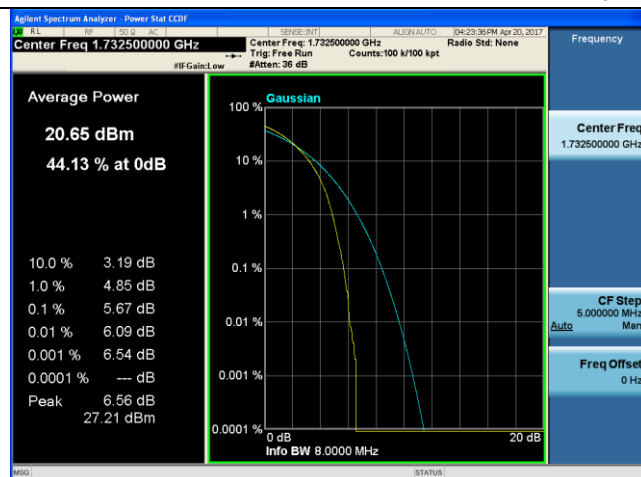 Agilent Spectrum Analyzer - Power Stat CCDF
RL RF 50 Ω AC SENSE:INT ALIGN AUTO 04:23:36 PM Apr 20, 2017
Center Freq 1.732500000 GHz
Center Freq: 1.732500000 GHz Radio Std: None
Trig: Free Run Counts:100 k/100 kpt
#IFGain:Low #Atten: 36 dB
Frequency
Average Power
20.65 dBm
44.13 % at 0dB
10.0 % 3.19 dB
1.0 % 4.85 dB
0.1 % 5.67 dB
0.01 % 6.09 dB
0.001 % 6.54 dB
0.0001 % --- dB
Peak 6.56 dB
27.21 dBm
Gaussian
100 %
10 %
1 %
0.1 %
0.01 %
0.001 %
0.0001 %
0 dB 20 dB
Info BW 8.0000 MHz
Center Freq
1.732500000 GHz
CF Step
5.000000 MHz
Auto Man
Freq Offset
0 Hz
MSG STATUS